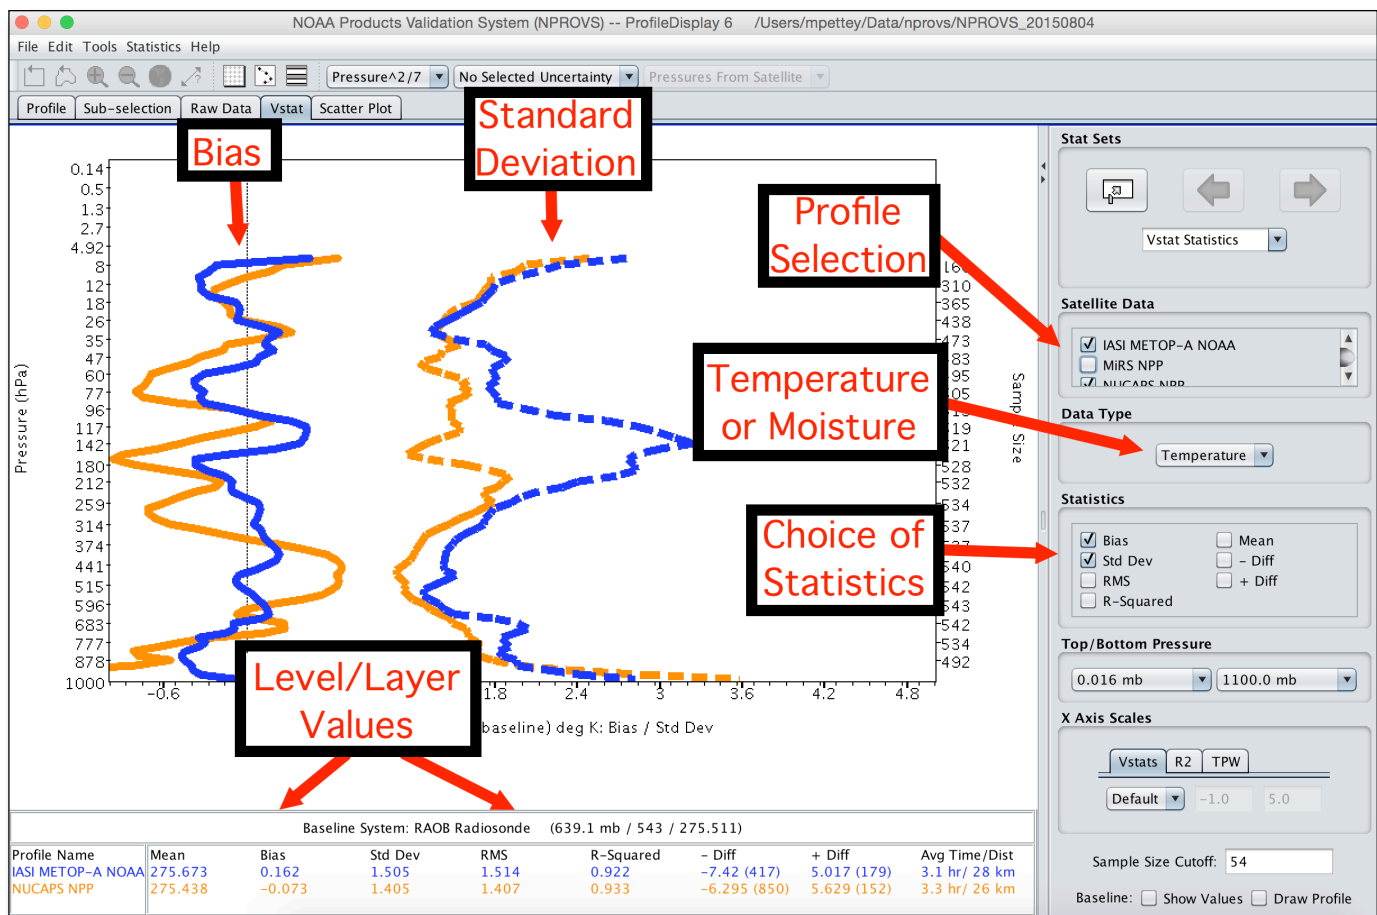 NOAA Products Validation System (NPROVS) -- ProfileDisplay 6 /Users/mpettey/Data/nprovs/NPROVS_20150804
File Edit Tools Statistics Help
Pressure^2/7 No Selected Uncertainty Pressures From Satellite
Profile Sub-selection Raw Data Vstat Scatter Plot
Bias
Standard
Deviation
Profile
Selection
Temperature
or Moisture
Choice of
Statistics
Level/Layer
Values
Pressure (hPa)
0.14
0.5
1.3
2.7
4.92
8
12
18
26
35
47
60
77
96
117
142
180
212
259
314
374
441
515
596
683
777
878
1000
-0.6
1.8
2.4
3
3.6
4.2
4.8
310
365
438
473
528
532
534
540
542
543
542
534
492
Size
baseline) deg K: Bias / Std Dev
Stat Sets
Vstat Statistics
Satellite Data
IASI METOP-A NOAA
MiRS NPP
NUCAPS NPP
Data Type
Temperature
Statistics
Bias Mean
Std Dev - Diff
RMS + Diff
R-Squared
Top/Bottom Pressure
0.016 mb 1100.0 mb
X Axis Scales
Vstats R2 TPW
Default -1.0 5.0
Sample Size Cutoff: 54
Baseline: Show Values Draw Profile
Baseline System: RAOB Radiosonde (639.1 mb / 543 / 275.511)
Profile Name Mean Bias Std Dev RMS R-Squared - Diff + Diff Avg Time/Dist
IASI METOP-A NOAA 275.673 0.162 1.505 1.514 0.922 -7.42 (417) 5.017 (179) 3.1 hr/ 28 km
NUCAPS NPP 275.438 -0.073 1.405 1.407 0.933 -6.295 (850) 5.629 (152) 3.3 hr/ 26 km